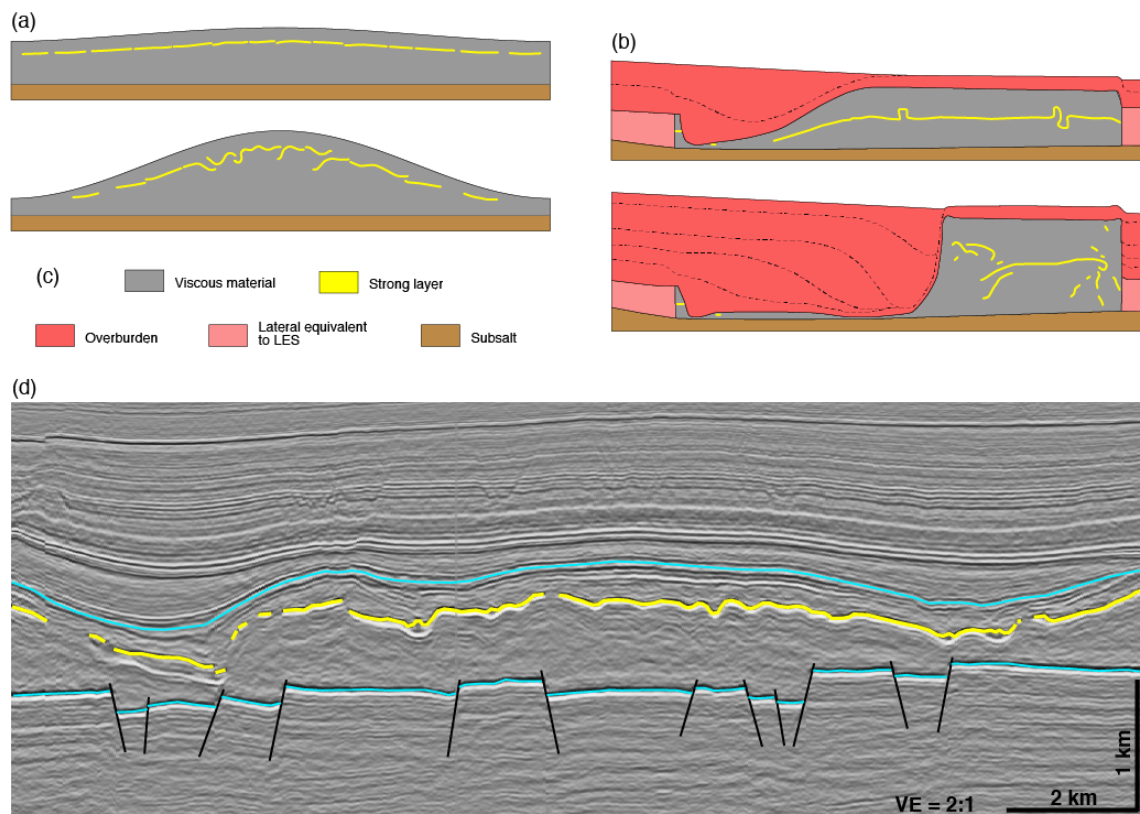 (a)
(b)
(c)
Viscous material
Strong layer
Overburden
Lateral equivalent
to LES
Subsalt
(d)
1 km
2 km
VE = 2:1